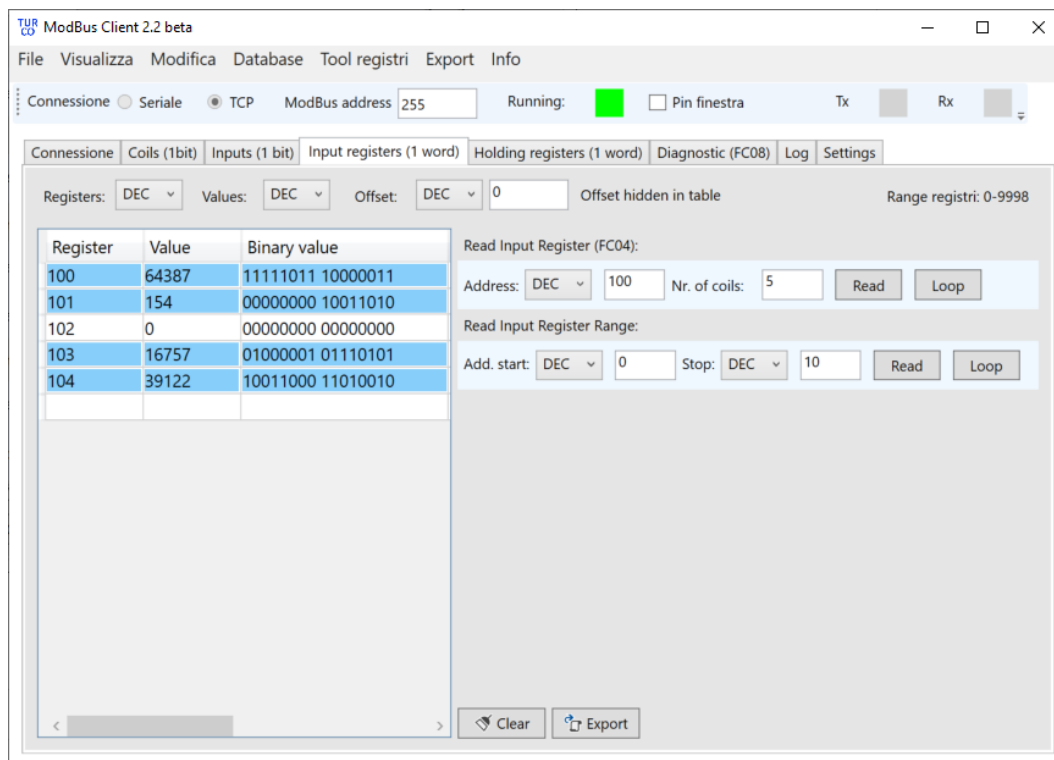 TUR CO ModBus Client 2.2 beta
File Visualizza Modifica Database Tool registri Export Info
Connessione Seriale TCP ModBus address 255 Running: Pin finestra Tx Rx
Connessione Coils (1bit) Inputs (1 bit) Input registers (1 word) Holding registers (1 word) Diagnostic (FC08) Log Settings
Registers: DEC Values: DEC Offset: DEC 0 Offset hidden in table Range registri: 0-9998
Register Value Binary value
100 64387 11111011 10000011
101 154 00000000 10011010
102 0 00000000 00000000
103 16757 01000001 01110101
104 39122 10011000 11010010
Read Input Register (FC04):
Address: DEC 100 Nr. of coils: 5 Read Loop
Read Input Register Range:
Add. start: DEC 0 Stop: DEC 10 Read Loop
Clear Export